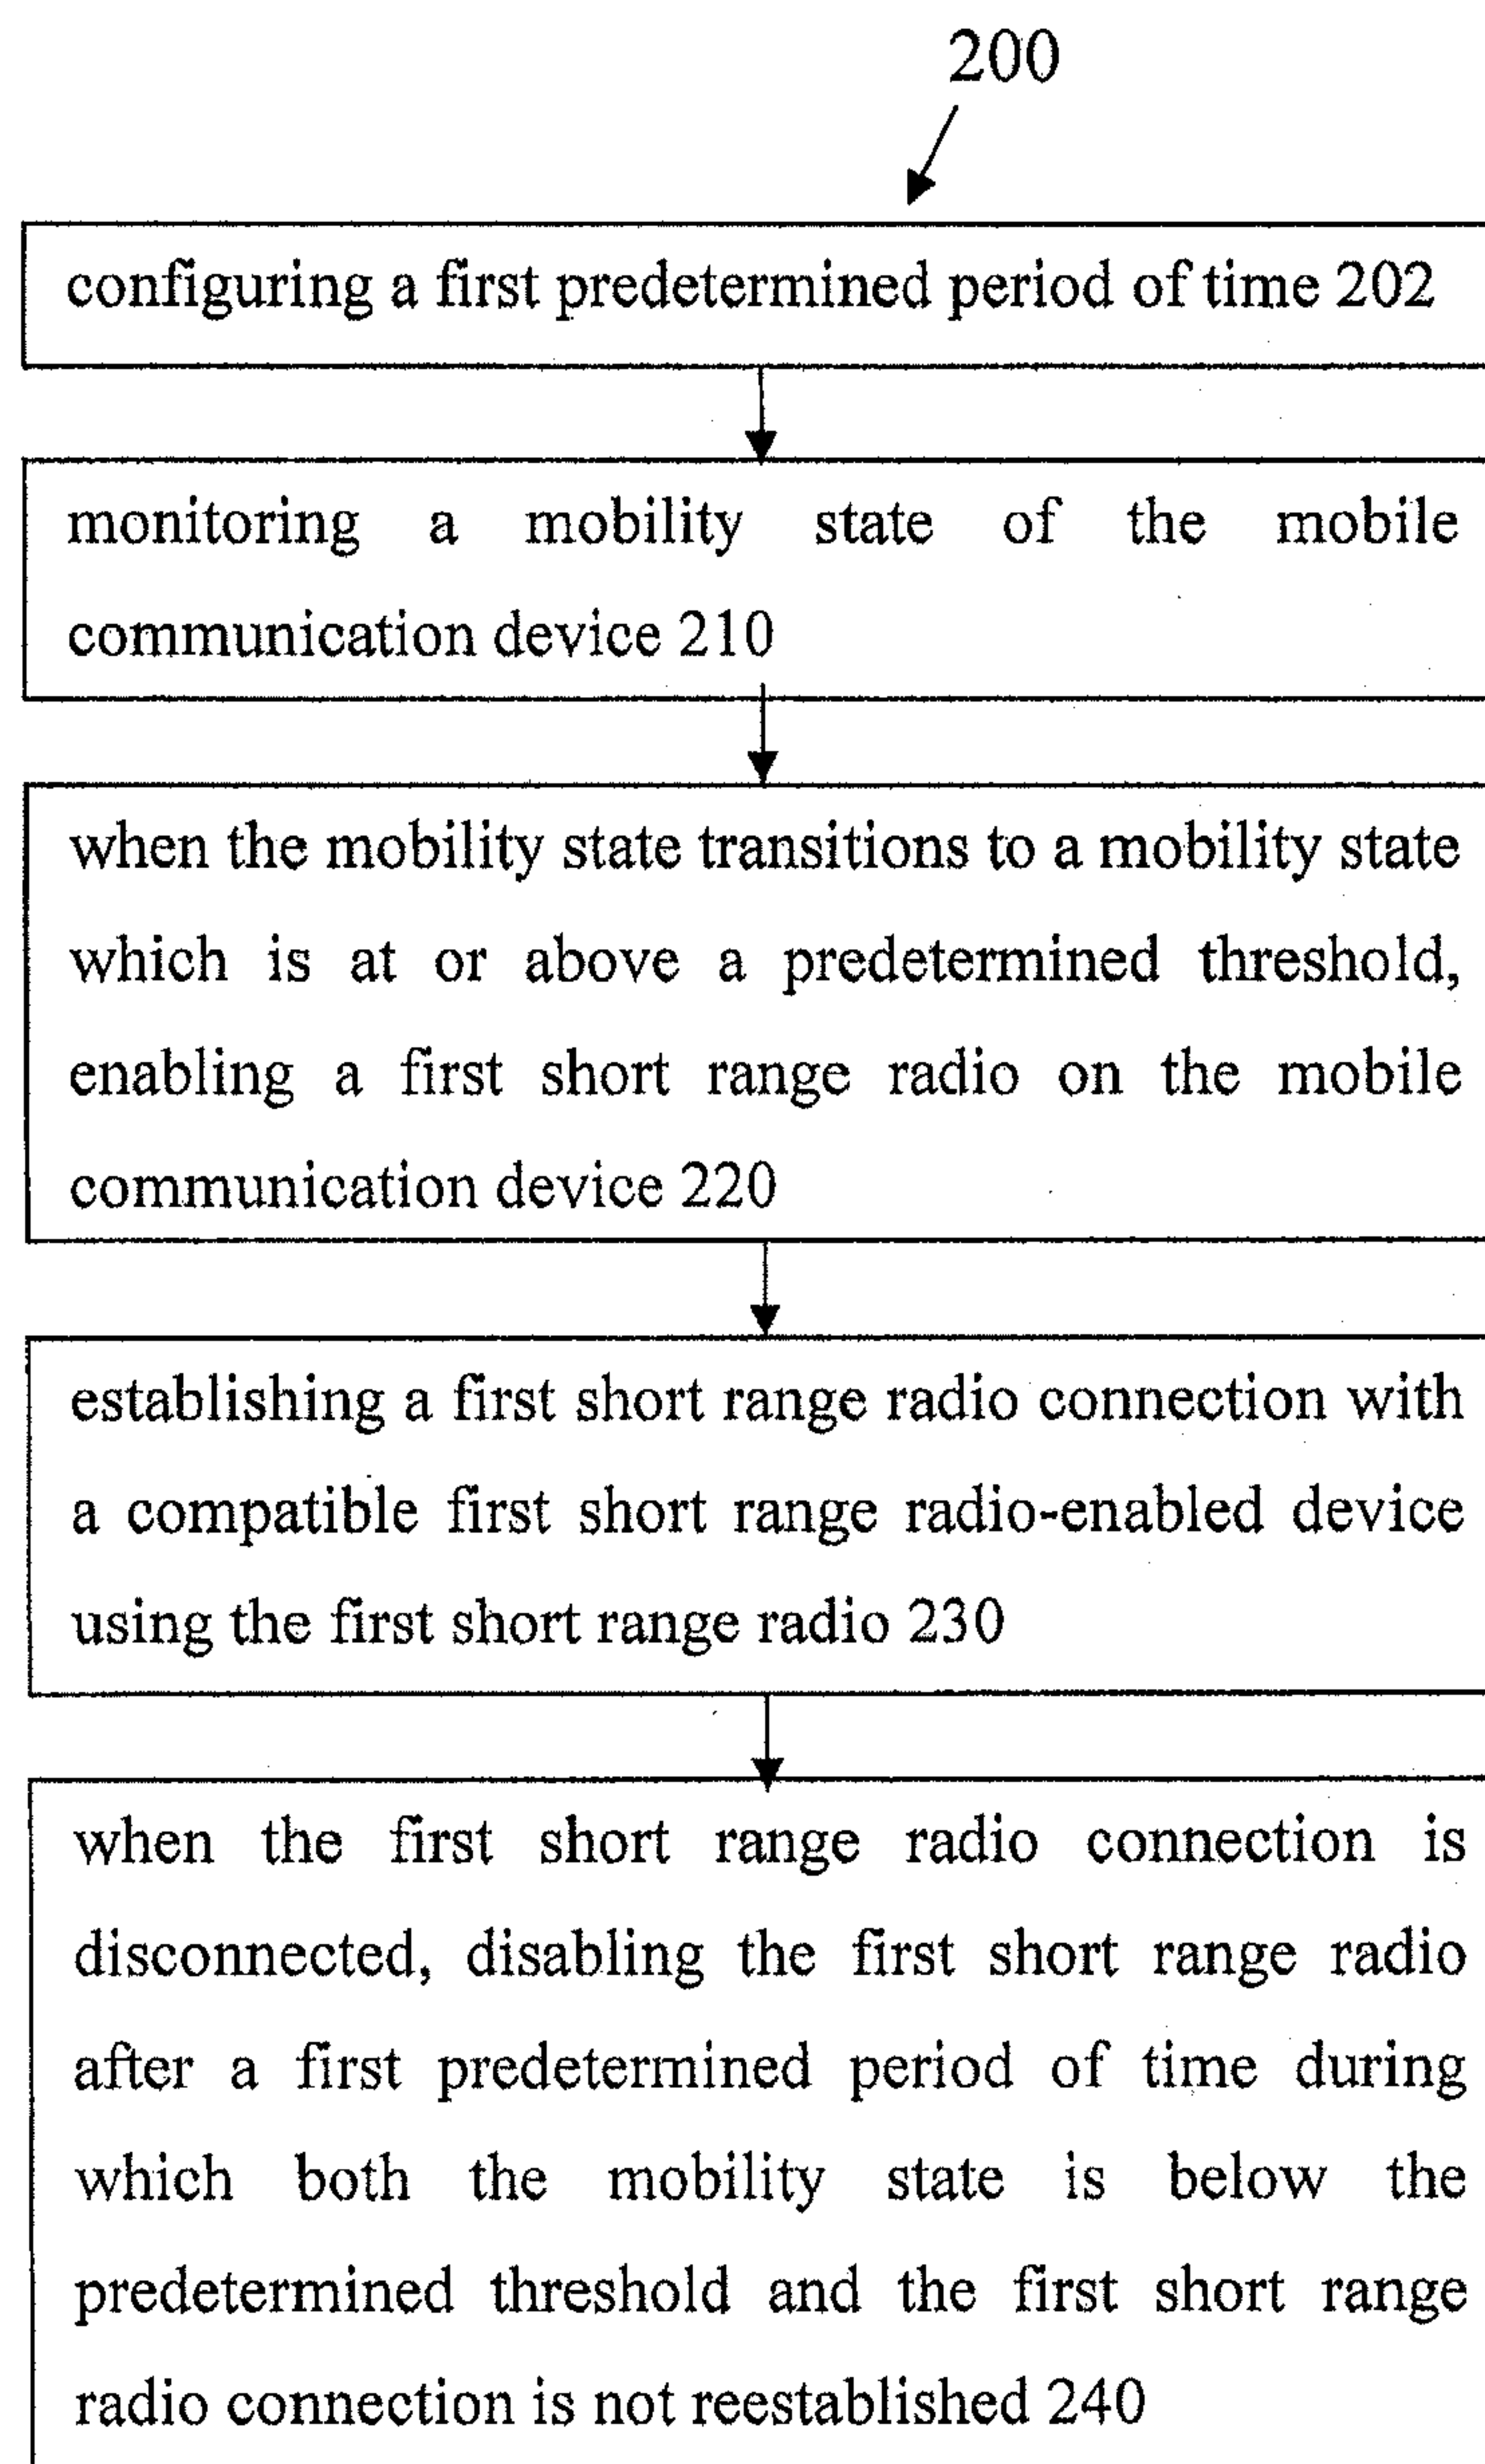 200
configuring a first predetermined period of time 202
monitoring a mobility state of the mobile
communication device 210
when the mobility state transitions to a mobility state
which is at or above a predetermined threshold,
enabling a first short range radio on the mobile
communication device 220
establishing a first short range radio connection with
a compatible first short range radio-enabled device
using the first short range radio 230
when the first short range radio connection is
disconnected, disabling the first short range radio
after a first predetermined period of time during
which both the mobility state is below the
predetermined threshold and the first short range
radio connection is not reestablished 240